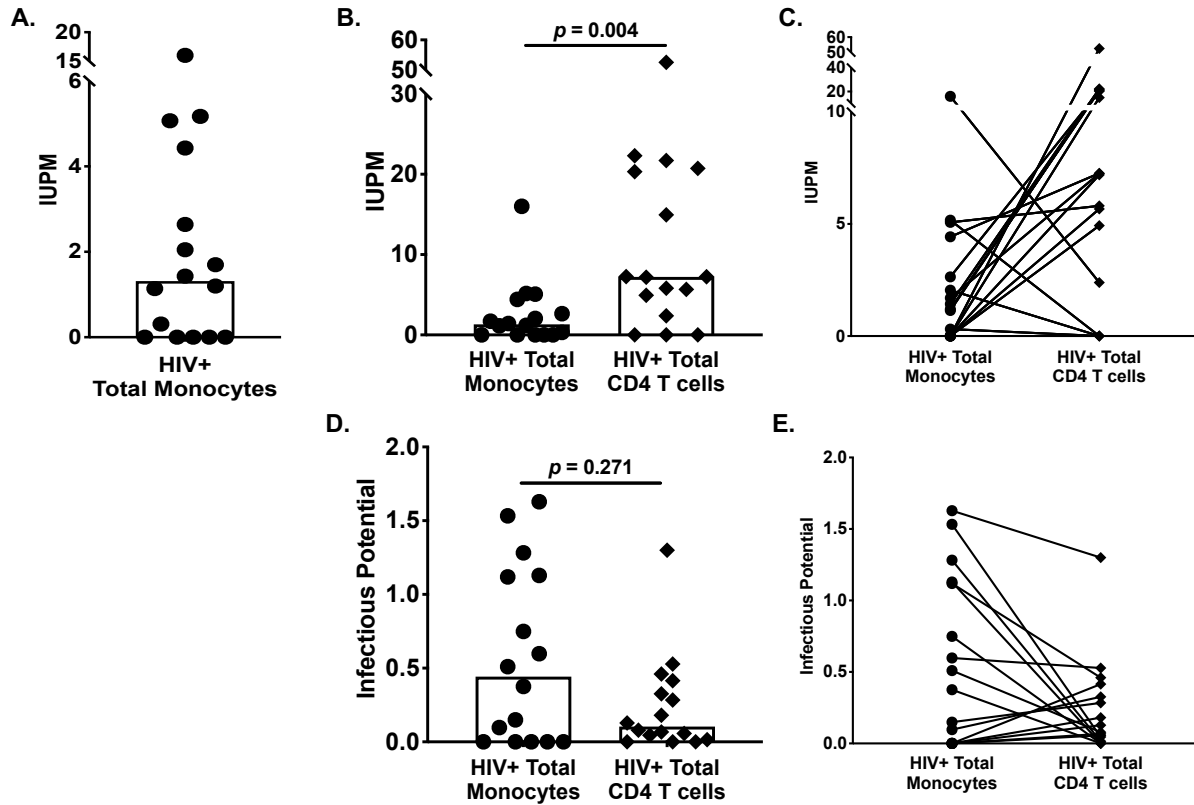 A.
20
15
6
4
2
0
IUPM
HIV+
Total Monocytes
B.
p = 0.004
60
50
30
20
10
0
IUPM
HIV+ Total
Monocytes
HIV+ Total
CD4 T cells
C.
60
50
40
20
10
5
0
IUPM
HIV+ Total
Monocytes
HIV+ Total
CD4 T cells
D.
2.0
1.5
1.0
0.5
0.0
Infectious Potential
p = 0.271
HIV+ Total
Monocytes
HIV+ Total
CD4 T cells
E.
2.0
1.5
1.0
0.5
0.0
Infectious Potential
HIV+ Total
Monocytes
HIV+ Total
CD4 T cells